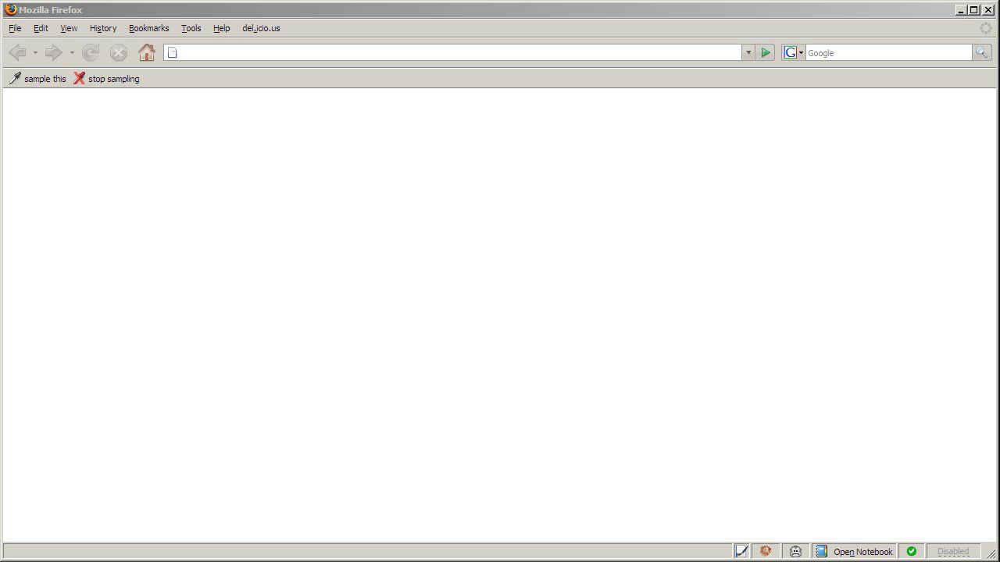 Mozilla Firefox
File Edit View History Bookmarks Tools Help del.icio.us
G Google
sample this stop sampling
Open Notebook Disabled